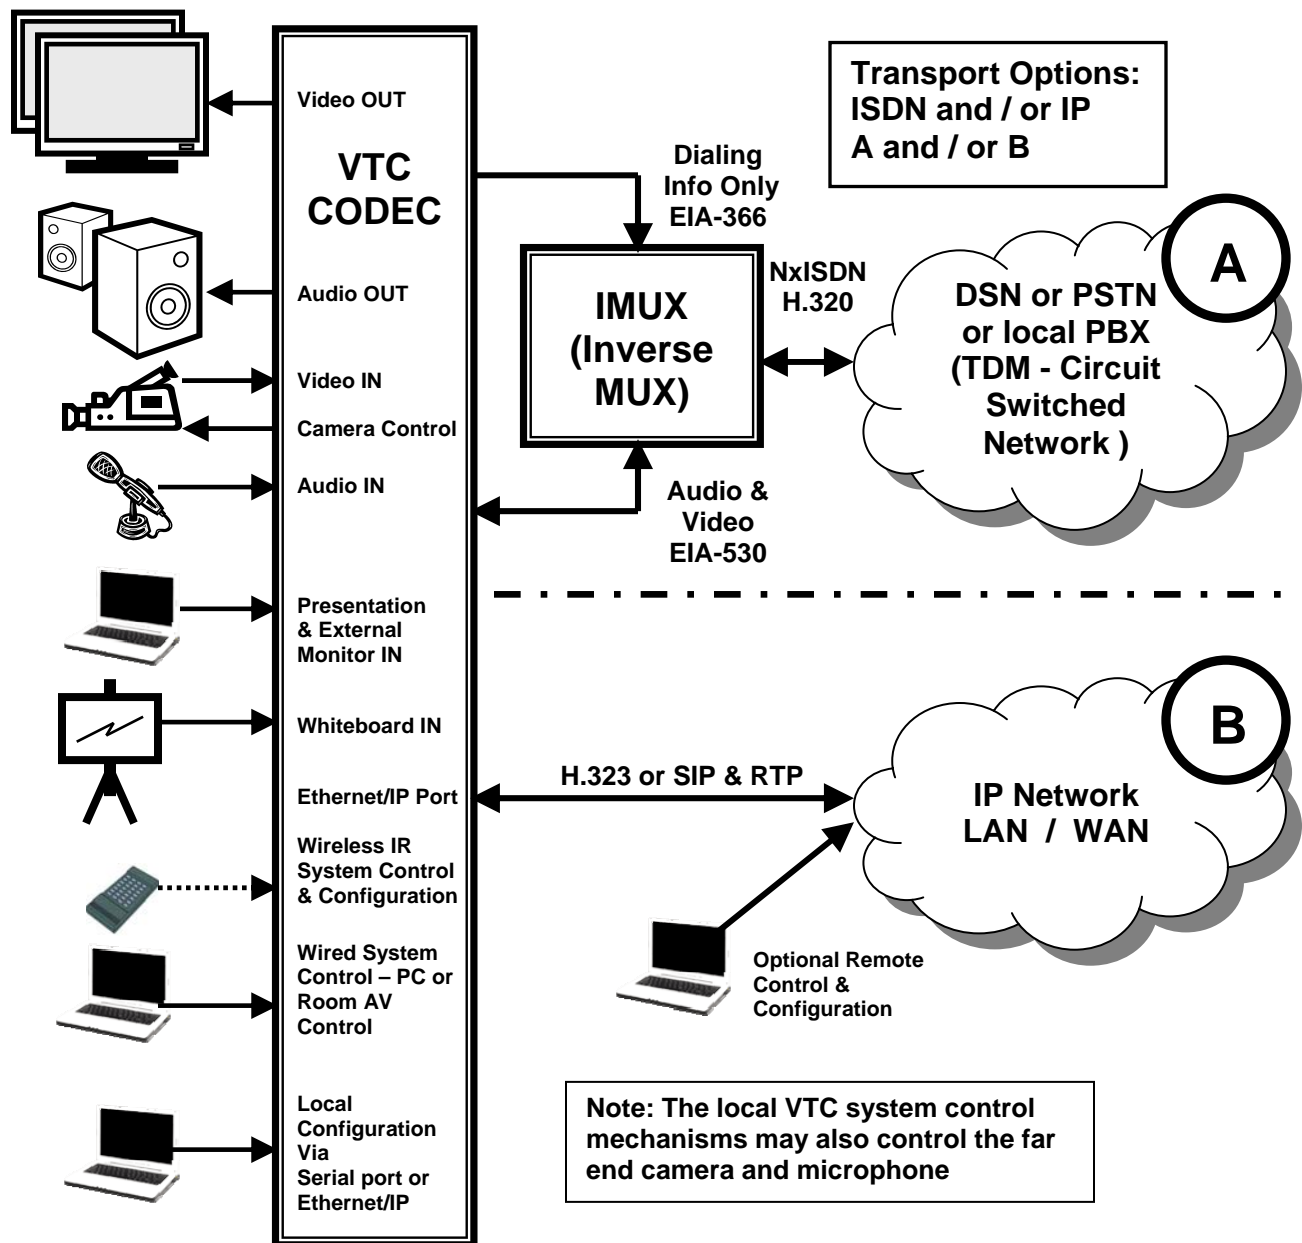 Video OUT
VTC
CODEC
Audio OUT
Video IN
Camera Control
Audio IN
Presentation
& External
Monitor IN
Whiteboard IN
Ethernet/IP Port
Wireless IR
System Control
& Configuration
Wired System
Control – PC or
Room AV
Control
Local
Configuration
Via
Serial port or
Ethernet/IP
Dialing
Info Only
EIA-366
IMUX
(Inverse
MUX)
Audio &
Video
EIA-530
NxISDN
H.320
Transport Options:
ISDN and / or IP
A and / or B
A
DSN or PSTN
or local PBX
(TDM - Circuit
Switched
Network )
B
H.323 or SIP & RTP
IP Network
LAN / WAN
Optional Remote
Control &
Configuration
Note: The local VTC system control
mechanisms may also control the far
end camera and microphone